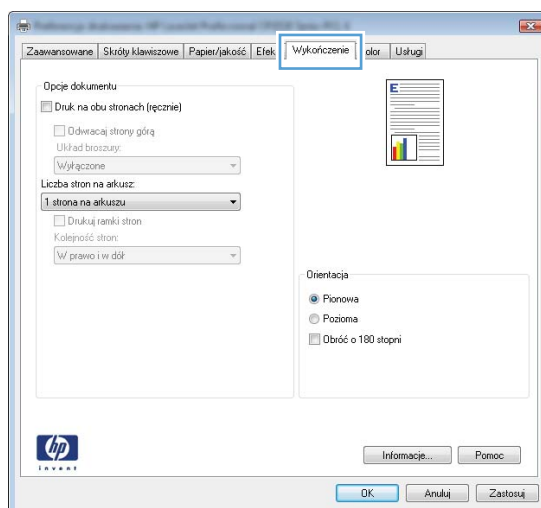 Zaawansowane Skróty klawiszowe Papier/jakość Efek Wykończenie olor Usługi
Opcje dokumentu
Druk na obu stronach (ręcznie)
Odwracaj strony górą
Układ broszury:
Wyłączone
Liczba stron na arkusz:
1 strona na arkuszu
Drukuj ramki stron
Kolejność stron:
W prawo i w dół
E
Orientacja
Pionowa
Pozioma
Obróć o 180 stopni
hp
invent
Informacje... Pomoc
OK Anuluj Zastosuj